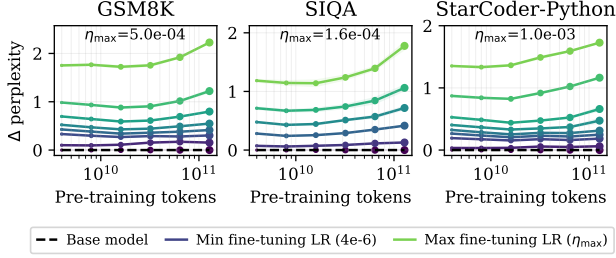 GSM8K
SIQA
StarCoder-Python
η_max=5.0e-04
η_max=1.6e-04
η_max=1.0e-03
Δ perplexity
2
1
0
2
1
0
2
1
0
10^10
10^11
10^10
10^11
10^10
10^11
Pre-training tokens
Pre-training tokens
Pre-training tokens
Base model
Min fine-tuning LR (4e-6)
Max fine-tuning LR (η_max)